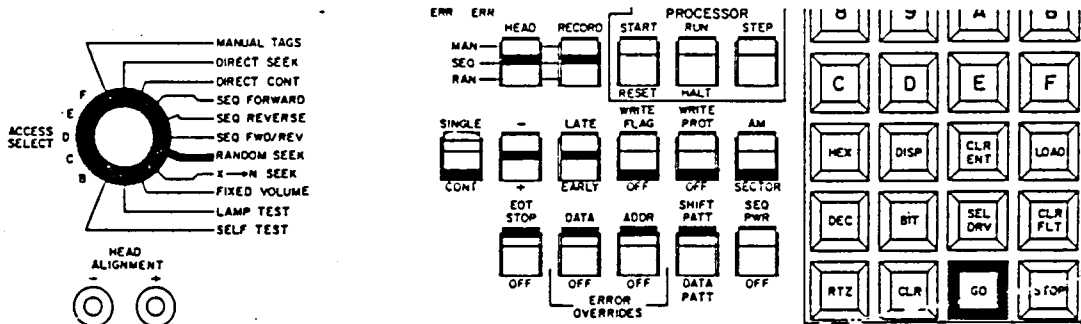 MANUAL TAGS
DIRECT SEEK
DIRECT CONT
SEQ FORWARD
SEQ REVERSE
SEQ FWD/REV
RANDOM SEEK
X→N SEEK
FIXED VOLUME
LAMP TEST
SELF TEST
F
E
D
C
B
ACCESS
SELECT
HEAD
ALIGNMENT
- +
ERR ERR
HEAD RECORD
MAN
SEQ
RAN
PROCESSOR
START RUN STEP
RESET HALT
SINGLE - LATE WRITE FLAG WRITE PROT AM
CONT + EARLY OFF OFF SECTOR
EOT STOP DATA ADDR SHIFT PATT SEQ PWR
OFF OFF OFF DATA PATT OFF
ERROR
OVERRIDES
8 9 A B
C D E F
HEX DISP CLR ENT LOAD
DEC BIT SEL DRV CLR FLT
RTZ CLR GO STOP